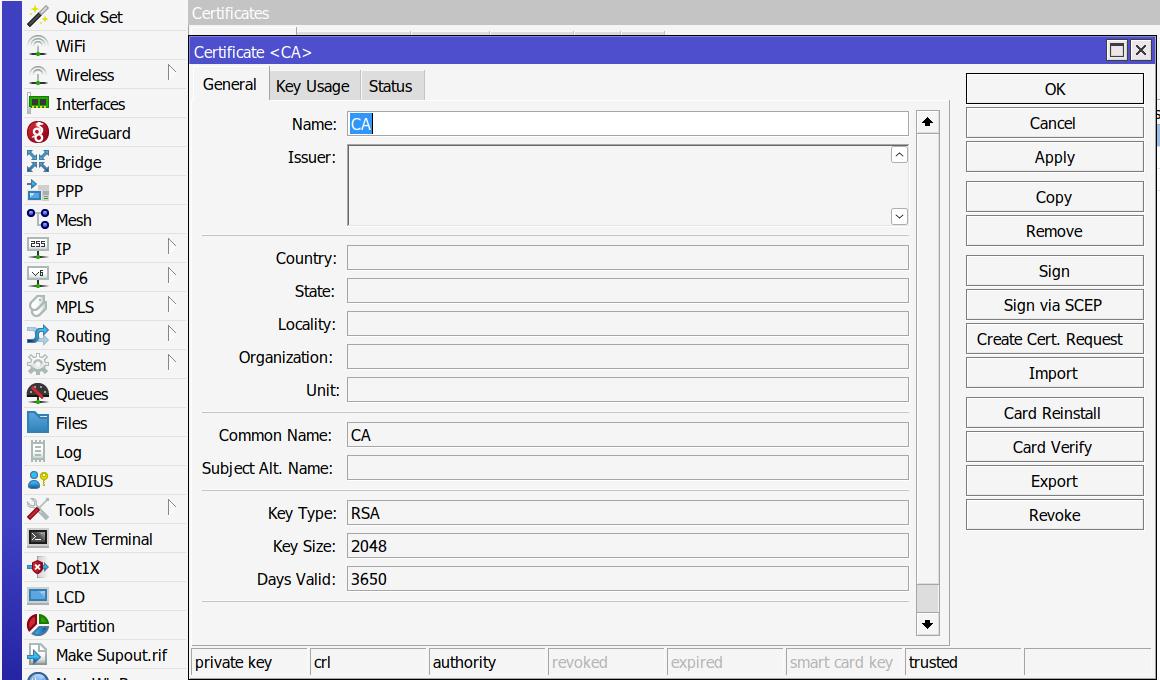 Quick Set
WiFi
Wireless
Interfaces
WireGuard
Bridge
PPP
Mesh
255
IP
v6
IPv6
MPLS
Routing
System
Queues
Files
Log
RADIUS
Tools
New Terminal
Dot1X
LCD
Partition
Make Supout.rif
Certificates
Certificate <CA>
General Key Usage Status
Name: CA
Issuer:
Country:
State:
Locality:
Organization:
Unit:
Common Name: CA
Subject Alt. Name:
Key Type: RSA
Key Size: 2048
Days Valid: 3650
OK
Cancel
Apply
Copy
Remove
Sign
Sign via SCEP
Create Cert. Request
Import
Card Reinstall
Card Verify
Export
Revoke
private key crl authority revoked expired smart card key trusted